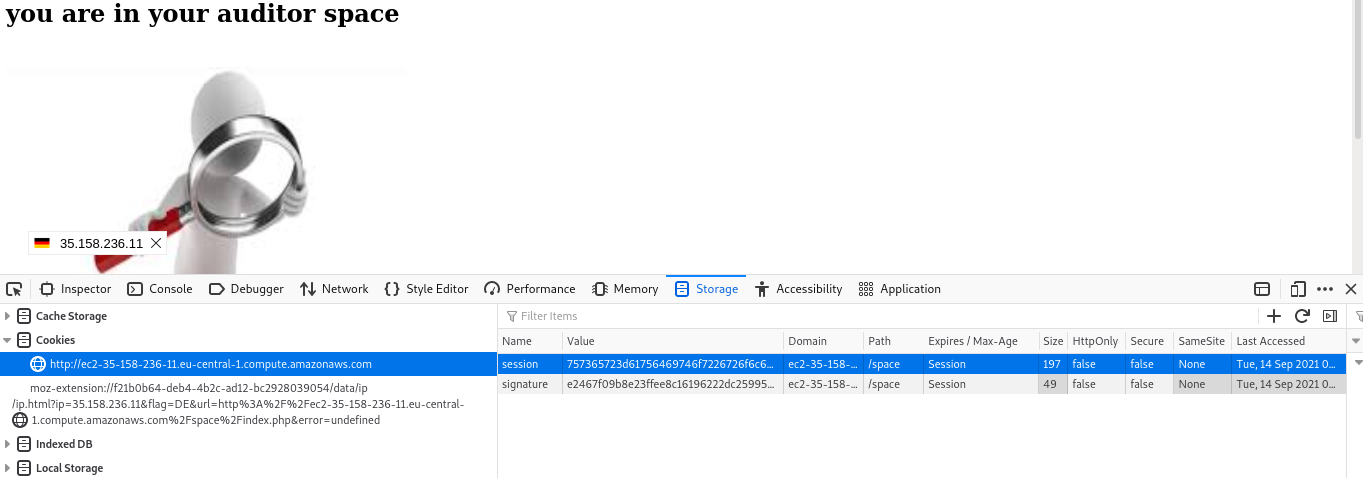 you are in your auditor space
35.158.236.11
Inspector Console Debugger Network Style Editor Performance Memory Storage Accessibility Application
Cache Storage
Cookies
http://ec2-35-158-236-11.eu-central-1.compute.amazonaws.com
moz-extension://f21b0b64-deb4-4b2c-ad12-bc2928039054/data/ip
/ip.html?ip=35.158.236.11&flag=DE&url=http%3A%2F%2Fec2-35-158-236-11.eu-central-
1.compute.amazonaws.com%2Fspace%2Findex.php&error=undefined
Indexed DB
Local Storage
Filter Items
Name Value Domain Path Expires / Max-Age Size HttpOnly Secure SameSite Last Accessed
session 757365723d61756469746f7226726f6c6... ec2-35-158-... /space Session 197 false false None Tue, 14 Sep 2021 0...
signature e2467f09b8e23ffee8c16196222dc25995... ec2-35-158-... /space Session 49 false false None Tue, 14 Sep 2021 0...